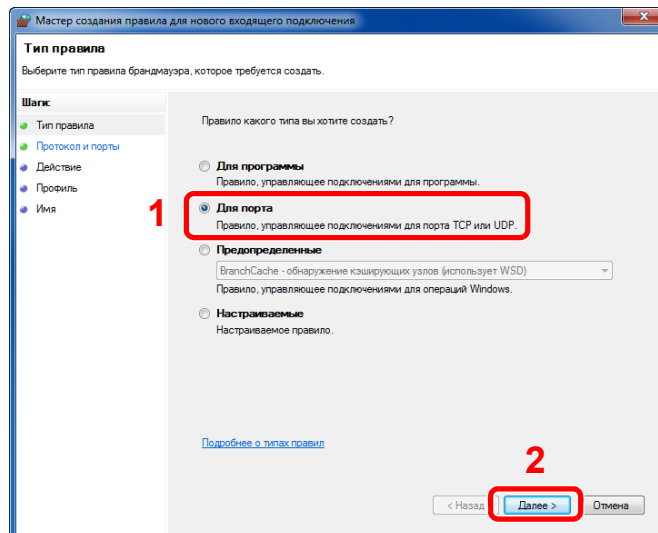 Мастер создания правила для нового входящего подключения
Тип правила
Выберите тип правила брандмауэра, которое требуется создать.
Шаги:
Тип правила
Протокол и порты
Действие
Профиль
Имя
Правило какого типа вы хотите создать?
Для программы
Правило, управляющее подключениями для программы.
1
Для порта
Правило, управляющее подключениями для порта TCP или UDP.
Предопределенные
BranchCache - обнаружение кэширующих узлов (использует WSD)
Правило, управляющее подключениями для операций Windows.
Настраиваемые
Настраиваемое правило.
Подробнее о типах правил
2
< Назад
Далее >
Отмена